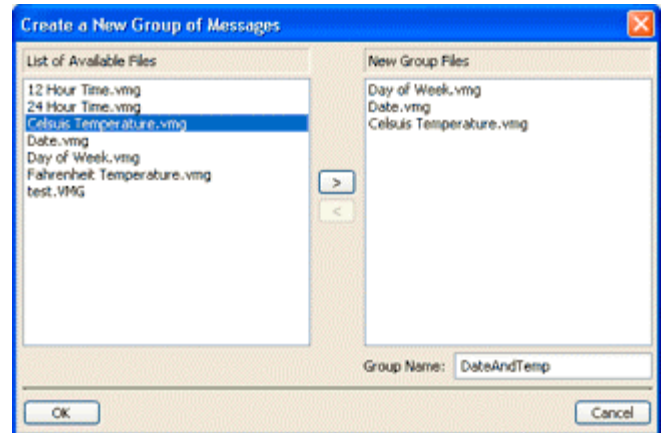 Create a New Group of Messages
List of Available Files
12 Hour Time.vmg
24 Hour Time.vmg
Celsuis Temperature.vmg
Date.vmg
Day of Week.vmg
Fahrenheit Temperature.vmg
test.VMG
>
<
New Group Files
Day of Week.vmg
Date.vmg
Celsuis Temperature.vmg
Group Name: DateAndTemp
OK
Cancel